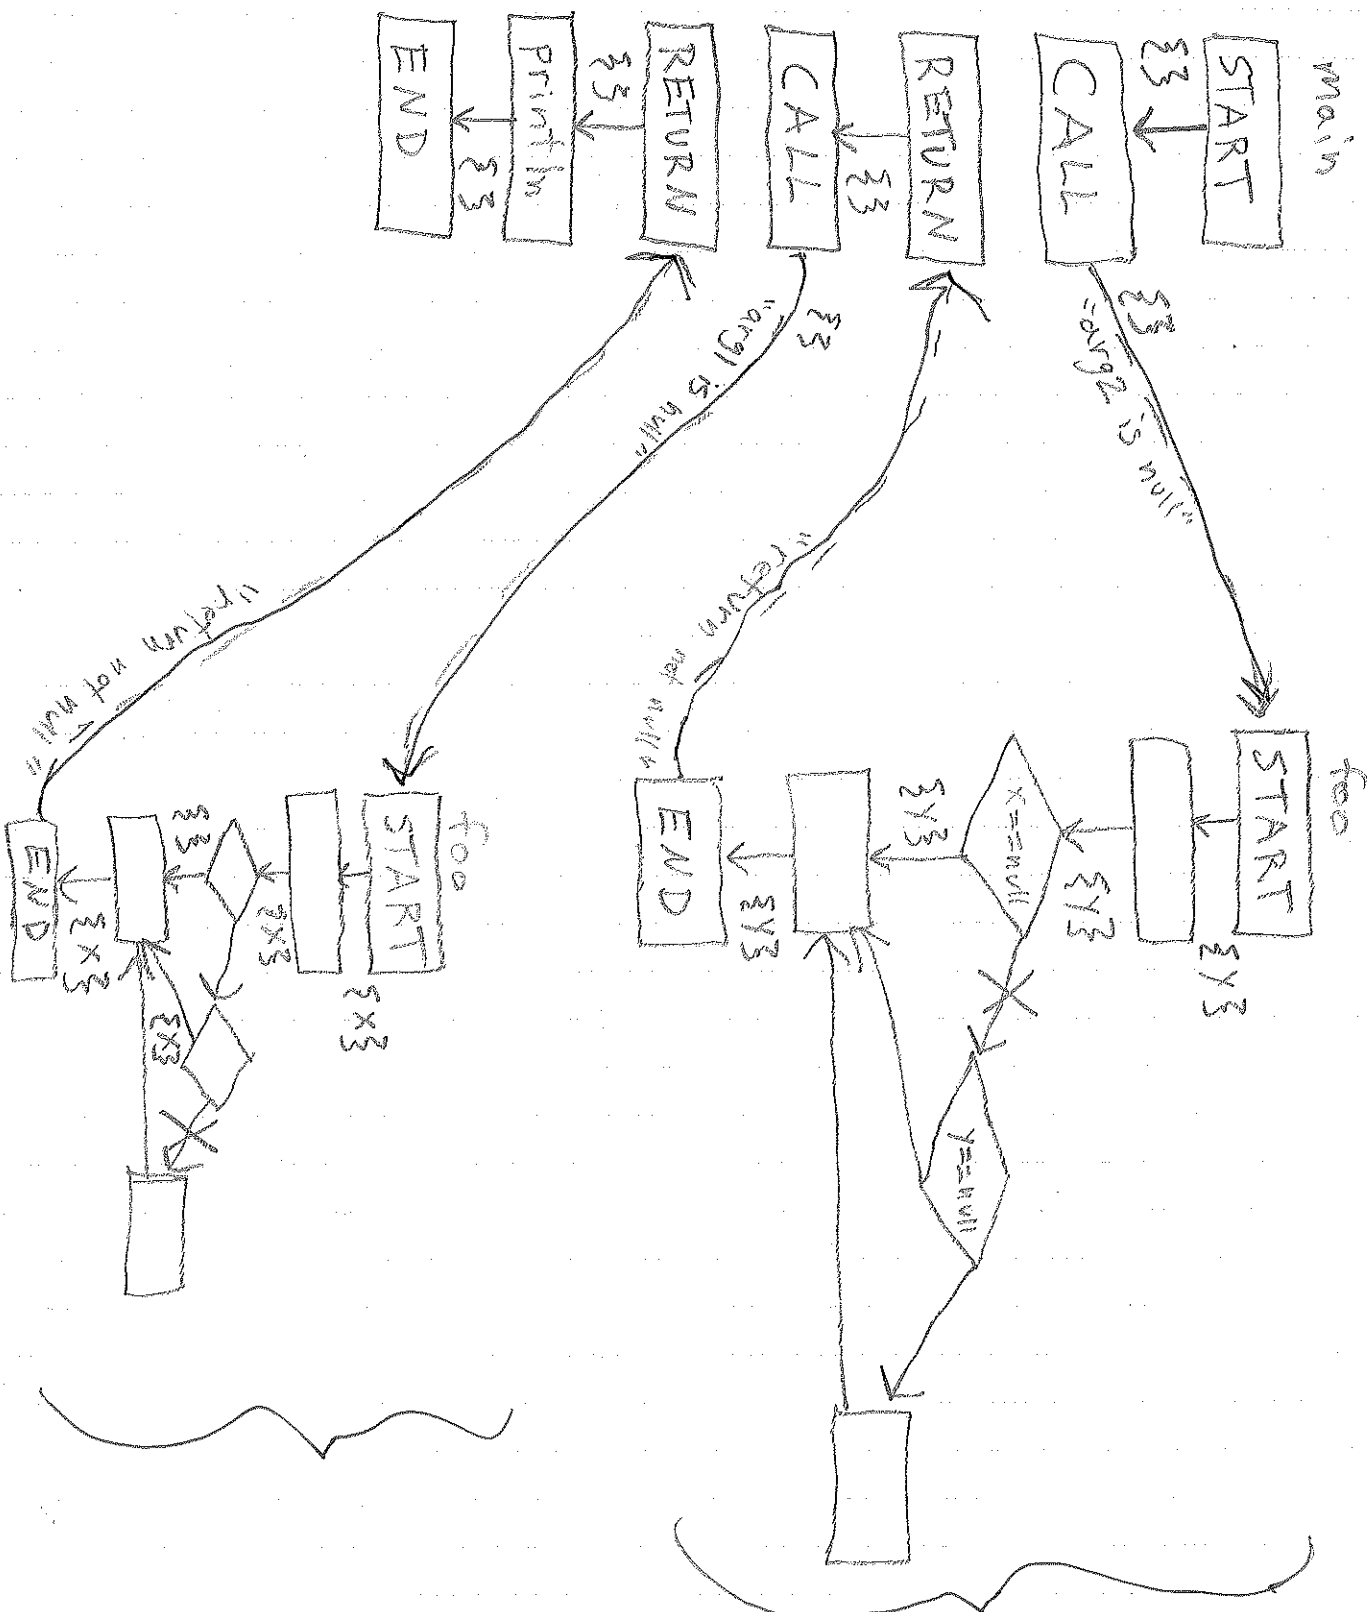 main
START
{}
CALL
{}
"arg2 is null"
RETURN
{}
CALL
{}
"arg1 is null"
RETURN
{}
println
{}
END
foo
START
{Y}
{Y}
x==null
y==null
{Y}
{Y}
END
"return not null"
foo
START
{X}
{X}
{X}
{}
{X}
END
"return not null"